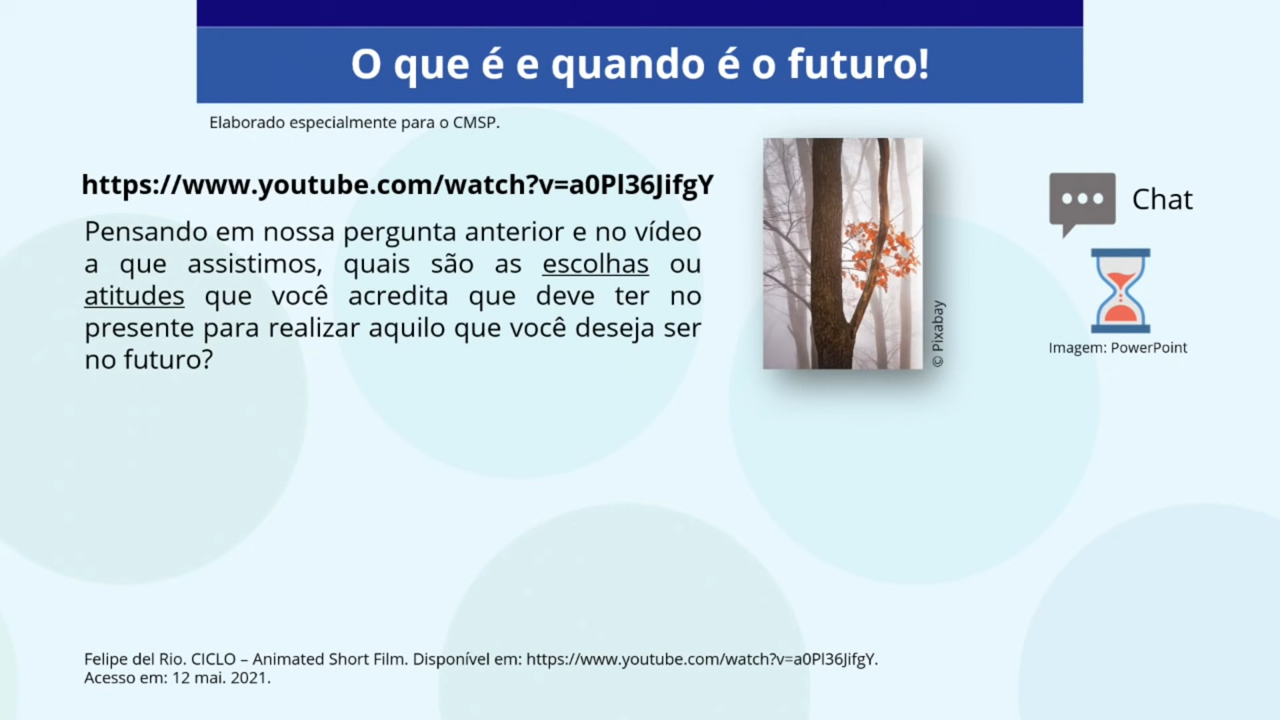 O que é e quando é o futuro!
Elaborado especialmente para o CMSP.
https://www.youtube.com/watch?v=a0Pl36JifgY
Pensando em nossa pergunta anterior e no vídeo
a que assistimos, quais são as escolhas ou
atitudes que você acredita que deve ter no
presente para realizar aquilo que você deseja ser
no futuro?
© Pixabay
Chat
Imagem: PowerPoint
Felipe del Rio. CICLO – Animated Short Film. Disponível em: https://www.youtube.com/watch?v=a0Pl36JifgY.
Acesso em: 12 mai. 2021.